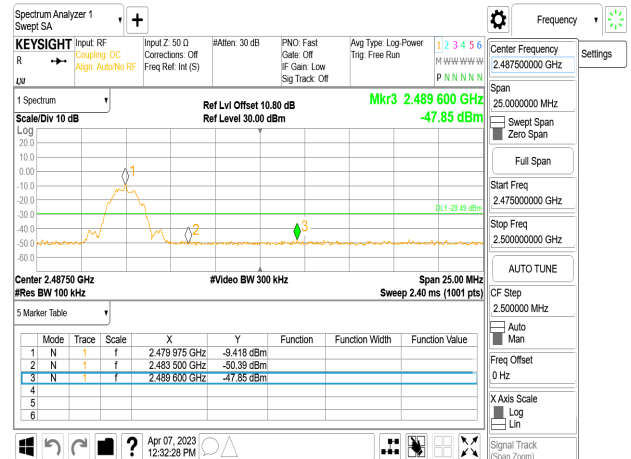 Spectrum Analyzer 1
Swept SA
Frequency
KEYSIGHT
R
Input: RF
Coupling: DC
Align: Auto/No RF
Input Z: 50 Ω
Corrections: Off
Freq Ref: Int (S)
#Atten: 30 dB
PNO: Fast
Gate: Off
IF Gain: Low
Sig Track: Off
Avg Type: Log-Power
Trig: Free Run
1 2 3 4 5 6
M W W W W W
P N N N N N
1 Spectrum
Scale/Div 10 dB
Ref Lvl Offset 10.80 dB
Ref Level 30.00 dBm
Mkr3 2.489 600 GHz
-47.85 dBm
Log
20.0
10.0
0.00
-10.0
-20.0
-30.0
-40.0
-50.0
-60.0
1
2
3
DL1 -29.49 dBm
Center 2.48750 GHz
#Res BW 100 kHz
#Video BW 300 kHz
Span 25.00 MHz
Sweep 2.40 ms (1001 pts)
5 Marker Table
Mode Trace Scale X Y Function Function Width Function Value
1 N 1 f 2.479 975 GHz -9.418 dBm
2 N 1 f 2.483 500 GHz -50.39 dBm
3 N 1 f 2.489 600 GHz -47.85 dBm
4
5
6
?
Apr 07, 2023
12:32:28 PM
Center Frequency
2.487500000 GHz
Settings
Span
25.0000000 MHz
Swept Span
Zero Span
Full Span
Start Freq
2.475000000 GHz
Stop Freq
2.500000000 GHz
AUTO TUNE
CF Step
2.500000 MHz
Auto
Man
Freq Offset
0 Hz
X Axis Scale
Log
Lin
Signal Track
(Span Zoom)